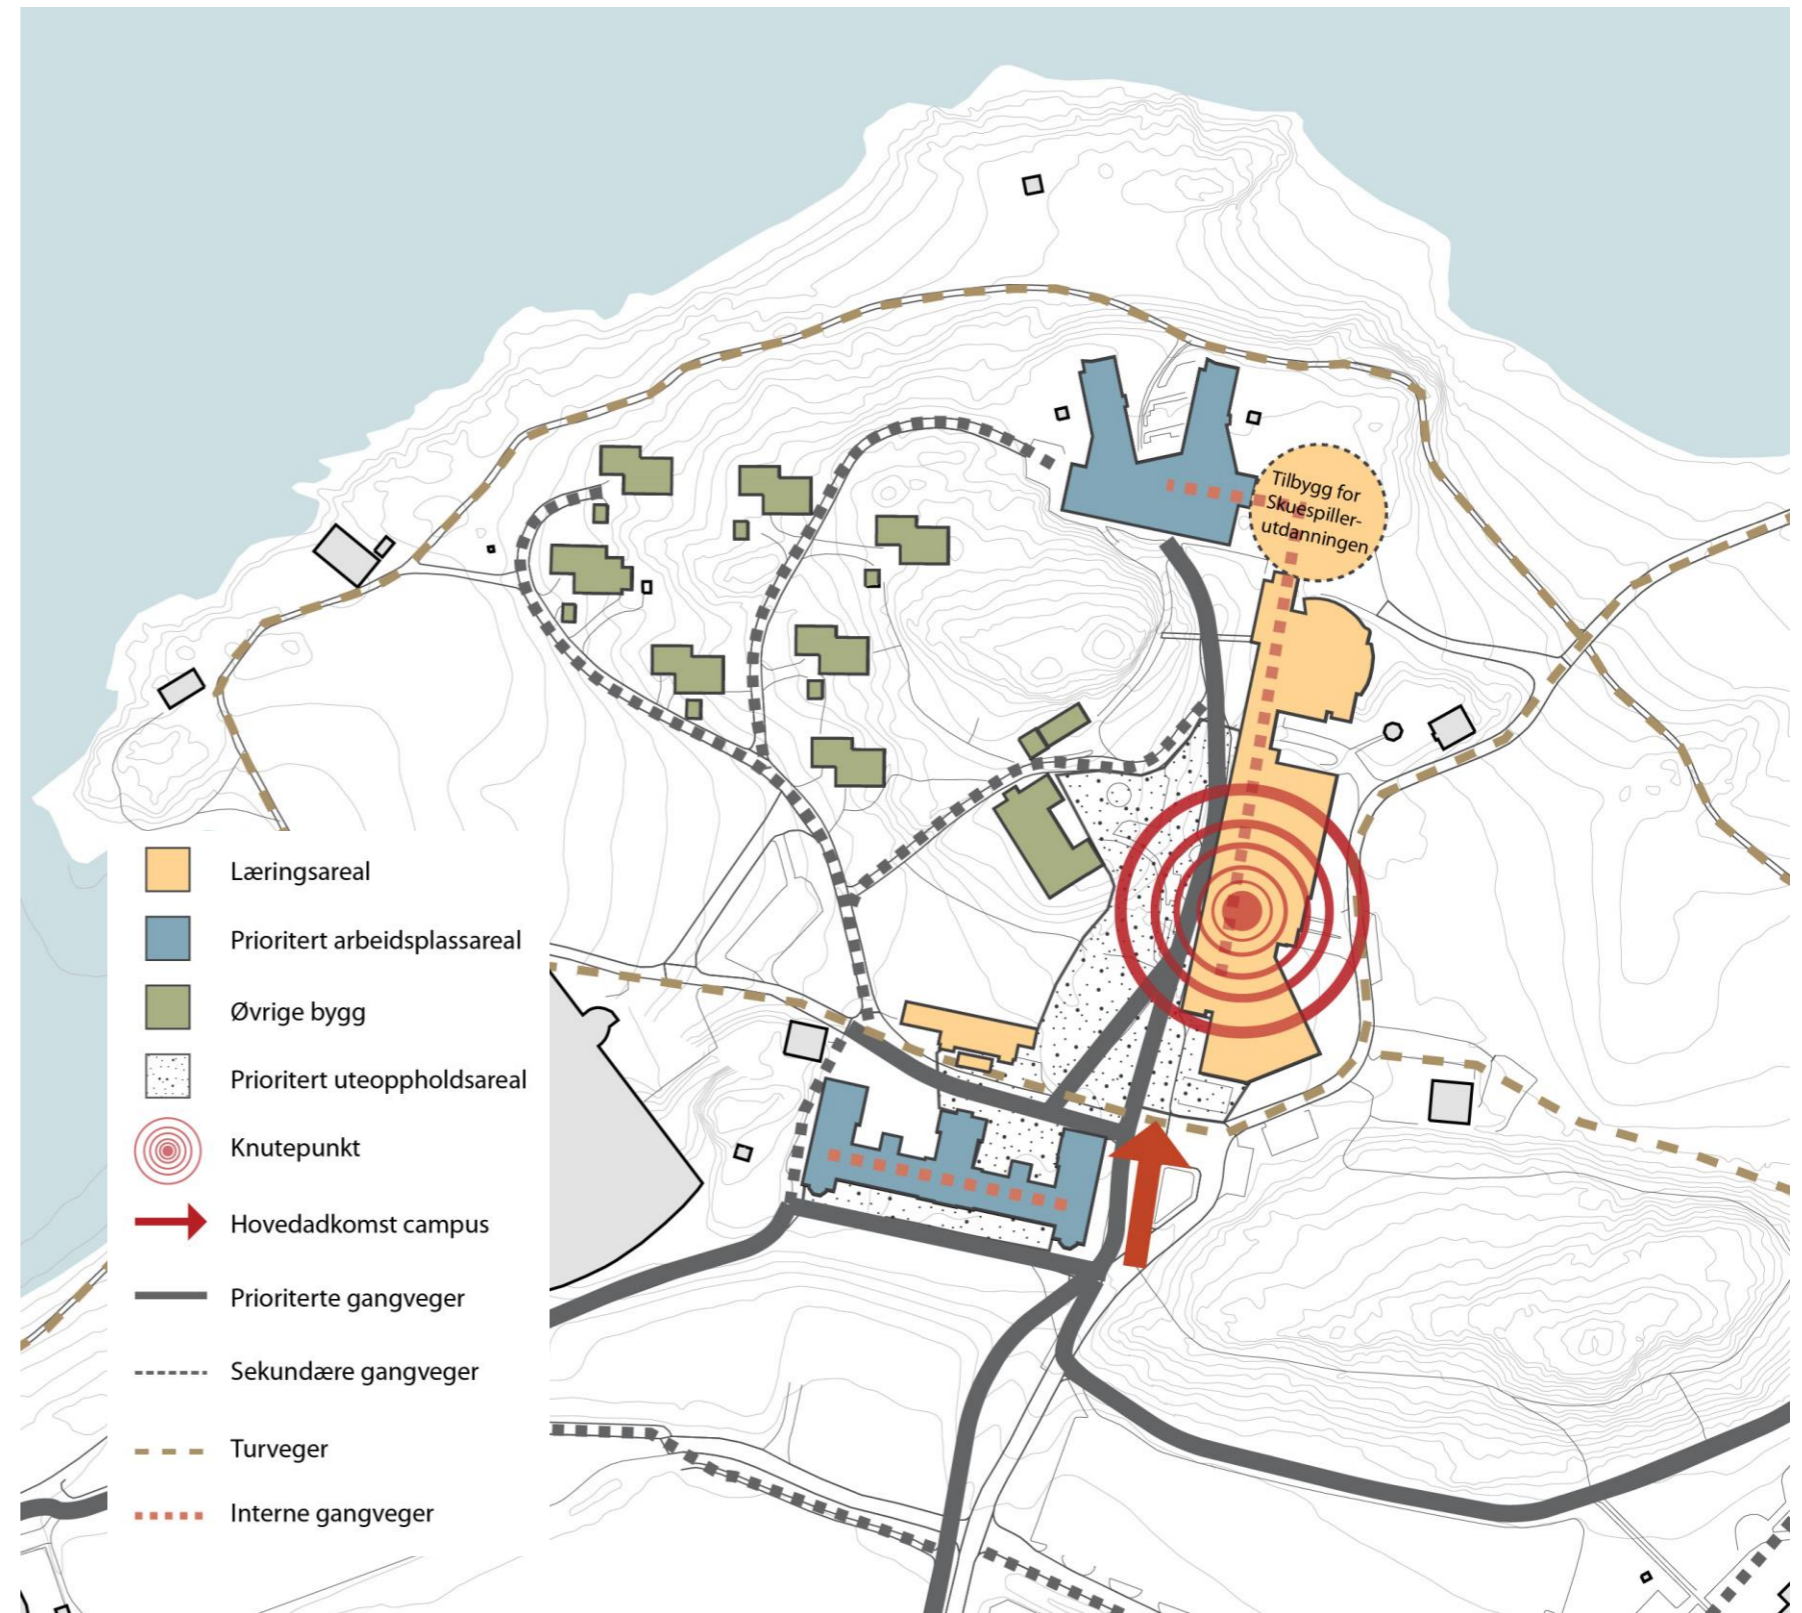 Tilbygg for
Skuespiller-
utdanningen
Læringsareal
Prioritert arbeidsplassareal
Øvrige bygg
Prioritert uteoppholdsareal
Knutepunkt
Hovedadkomst campus
Prioriterte gangveger
Sekundære gangveger
Turveger
Interne gangveger